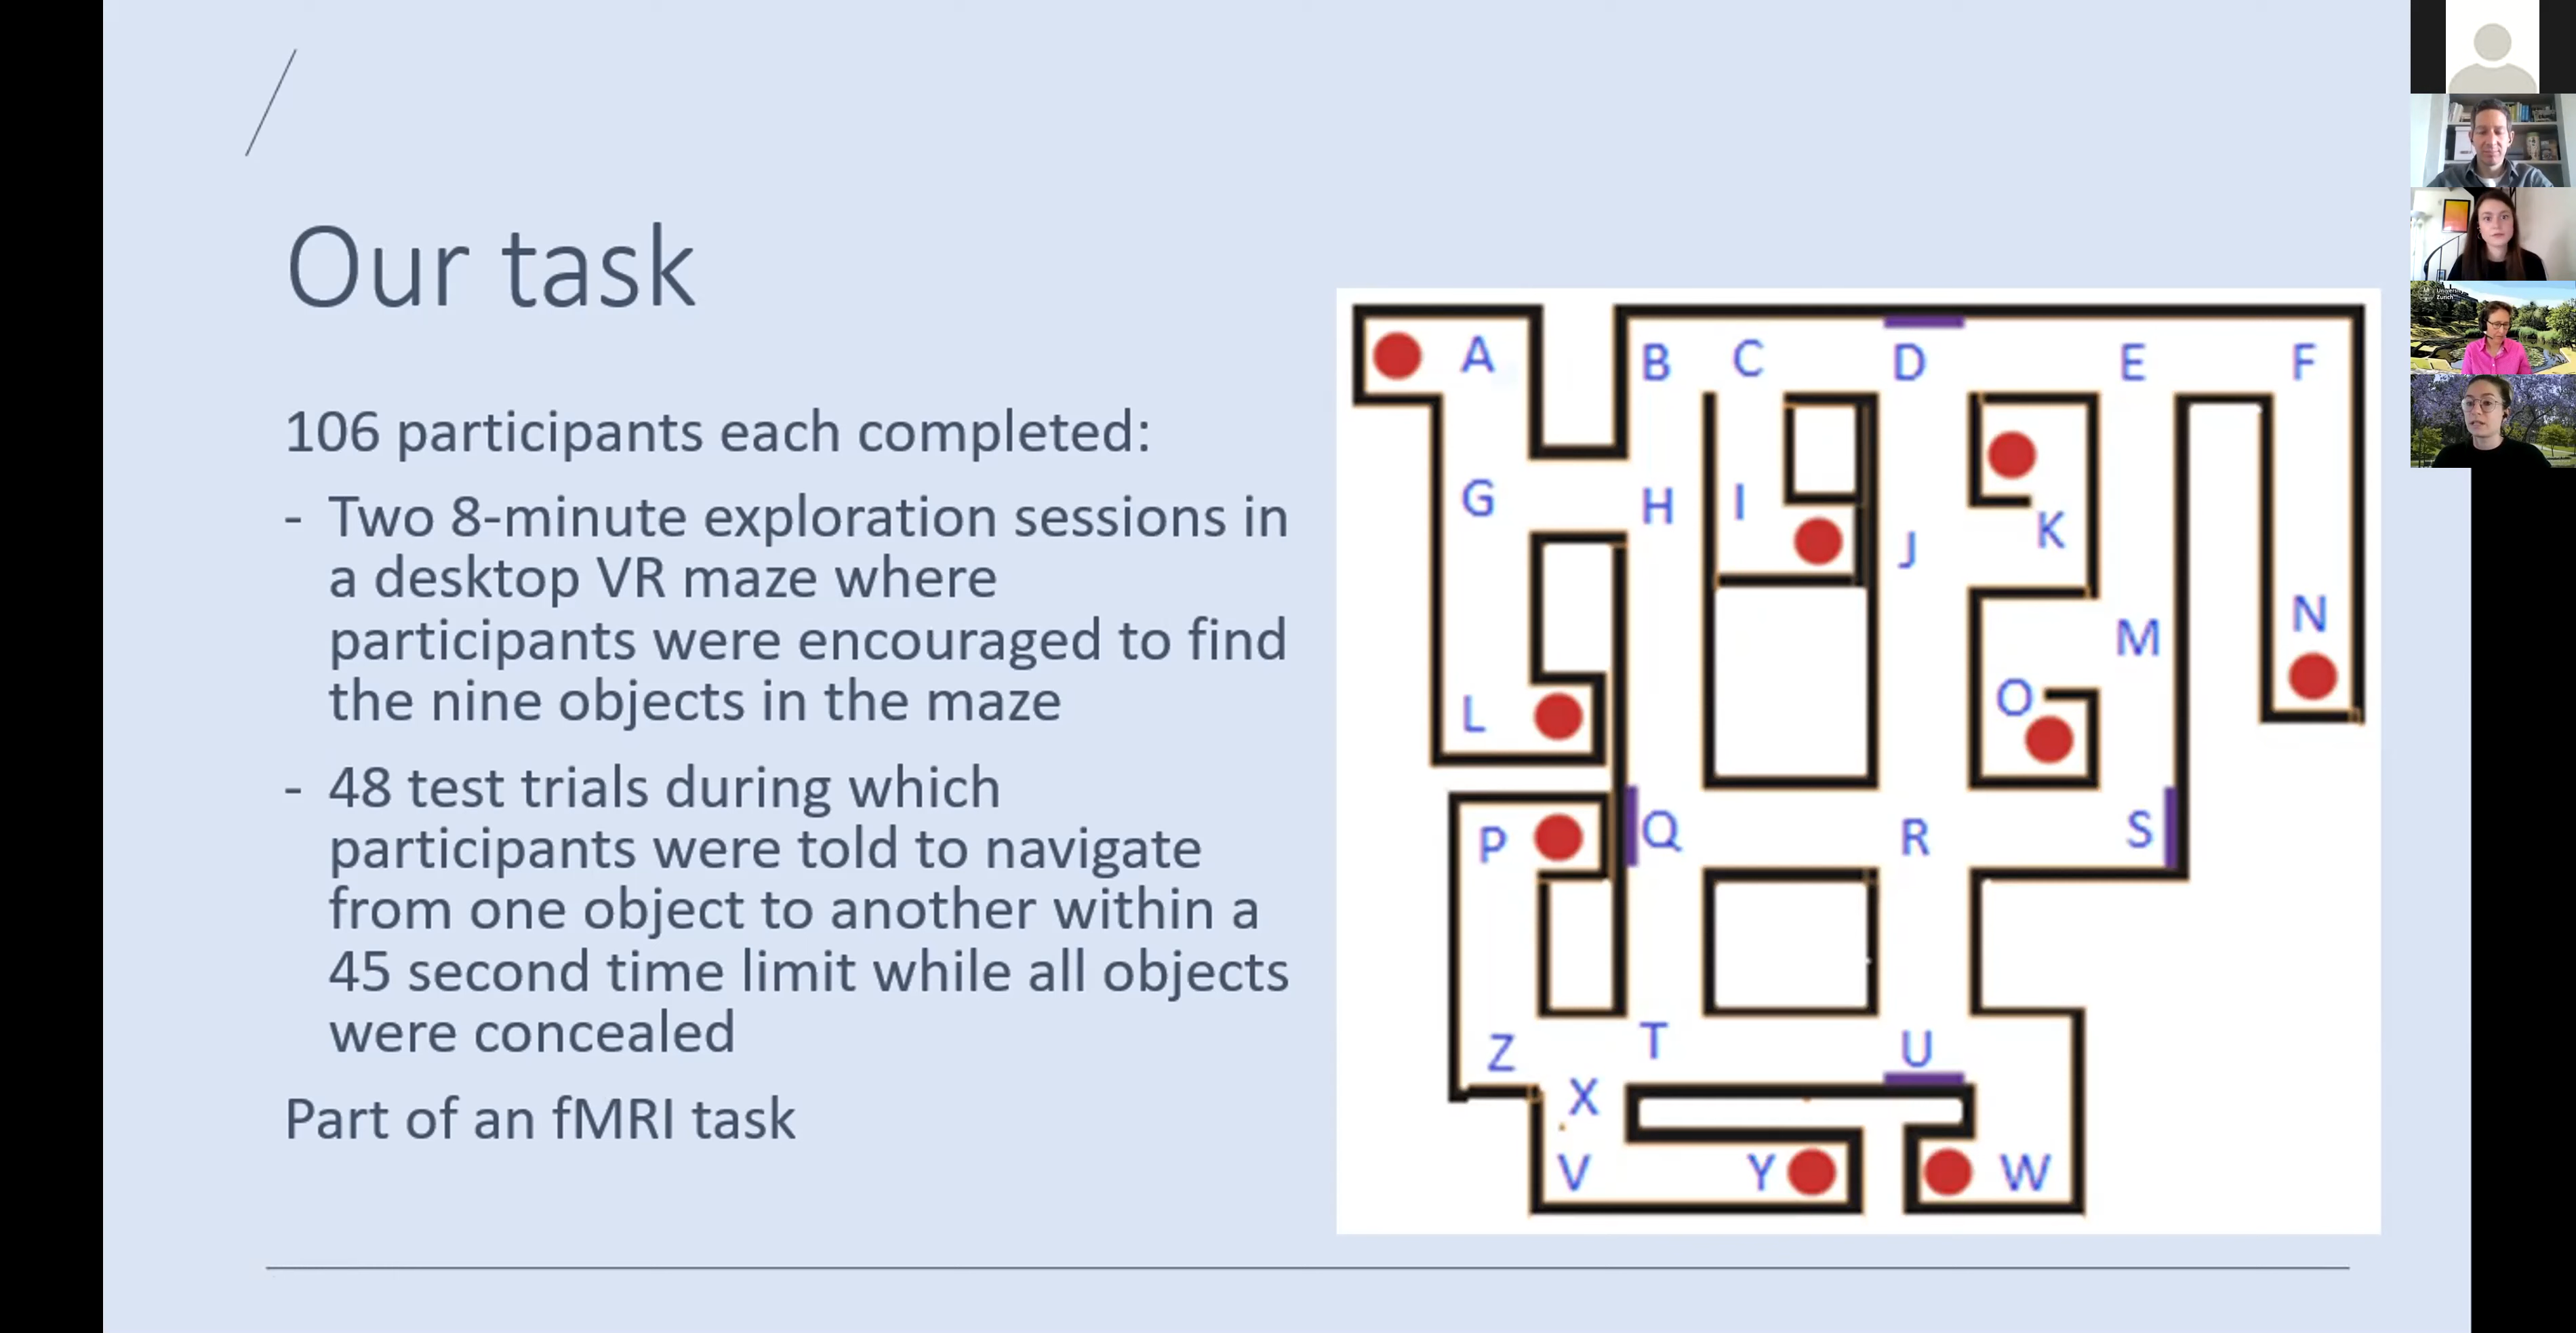 Our task
106 participants each completed:
- Two 8-minute exploration sessions in
a desktop VR maze where
participants were encouraged to find
the nine objects in the maze
- 48 test trials during which
participants were told to navigate
from one object to another within a
45 second time limit while all objects
were concealed
Part of an fMRI task
A B C D E F
G H I J K
L M N
O
P Q R S
Z T U
X
V Y W